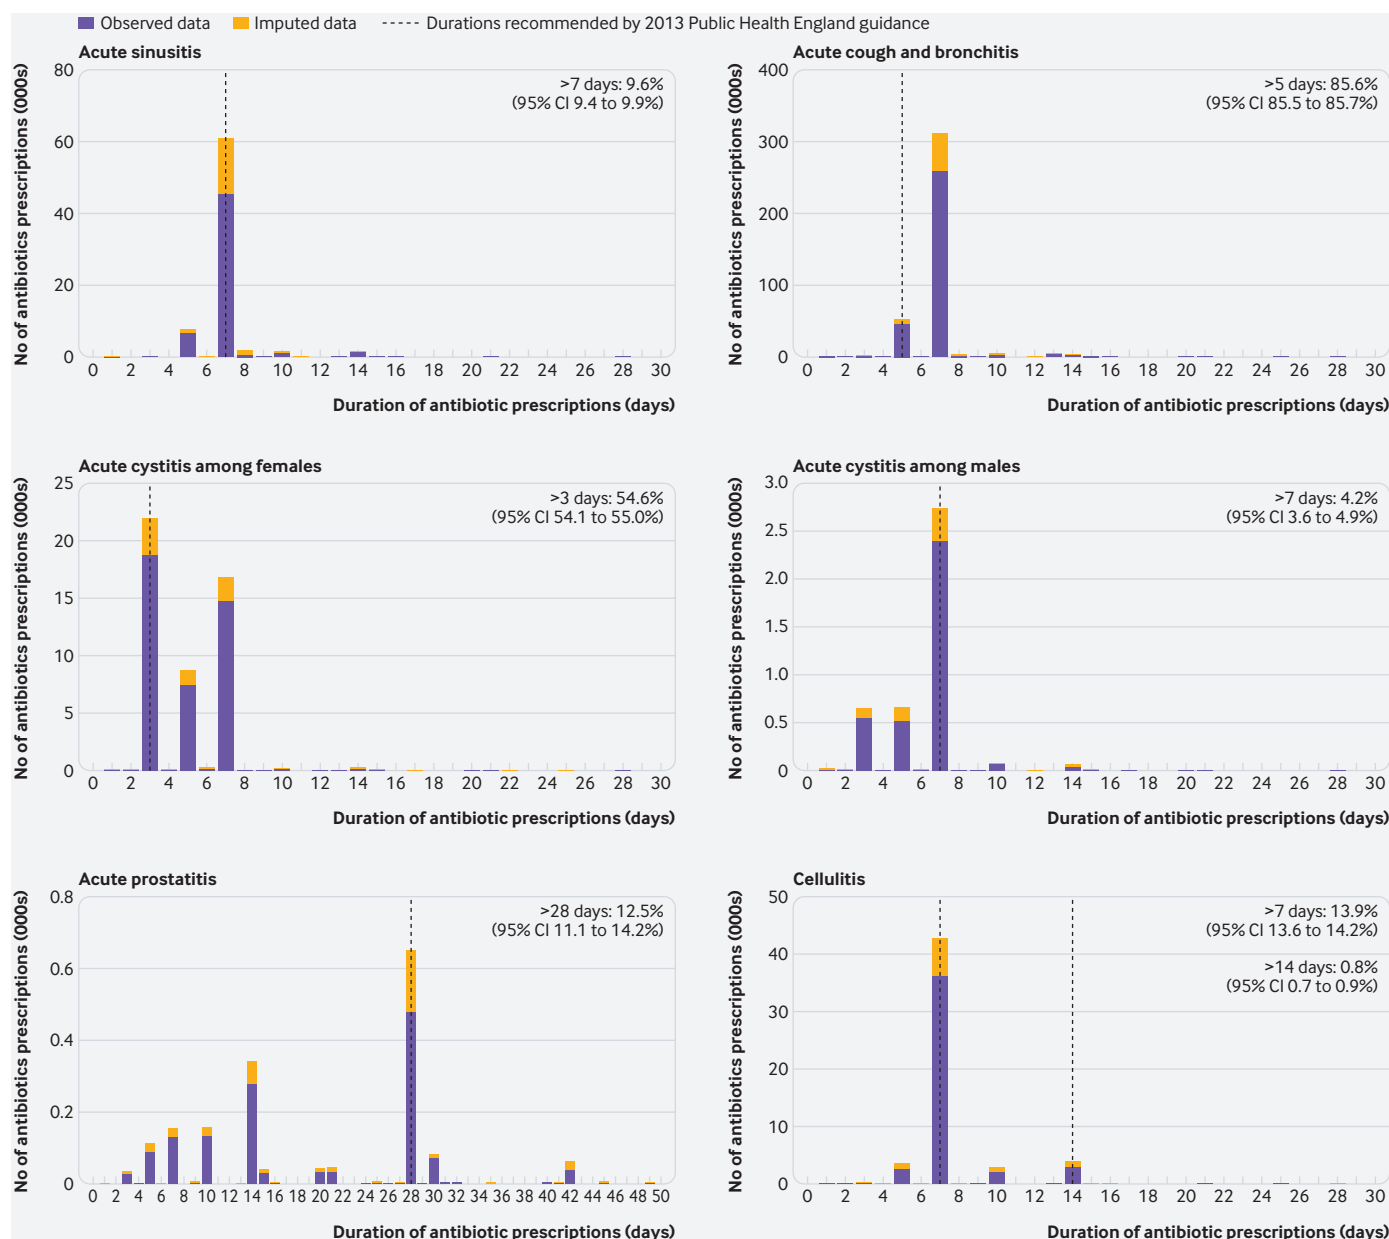 Observed data Imputed data Durations recommended by 2013 Public Health England guidance
Acute sinusitis
No of antibiotics prescriptions (000s)
80
60
40
20
0
>7 days: 9.6%
(95% CI 9.4 to 9.9%)
0 2 4 6 8 10 12 14 16 18 20 22 24 26 28 30
Duration of antibiotic prescriptions (days)
Acute cough and bronchitis
No of antibiotics prescriptions (000s)
400
300
200
100
0
>5 days: 85.6%
(95% CI 85.5 to 85.7%)
0 2 4 6 8 10 12 14 16 18 20 22 24 26 28 30
Duration of antibiotic prescriptions (days)
Acute cystitis among females
No of antibiotics prescriptions (000s)
25
20
15
10
5
0
>3 days: 54.6%
(95% CI 54.1 to 55.0%)
0 2 4 6 8 10 12 14 16 18 20 22 24 26 28 30
Duration of antibiotic prescriptions (days)
Acute cystitis among males
No of antibiotics prescriptions (000s)
3.0
2.5
2.0
1.5
1.0
0.5
0
>7 days: 4.2%
(95% CI 3.6 to 4.9%)
0 2 4 6 8 10 12 14 16 18 20 22 24 26 28 30
Duration of antibiotic prescriptions (days)
Acute prostatitis
No of antibiotics prescriptions (000s)
0.8
0.6
0.4
0.2
0
>28 days: 12.5%
(95% CI 11.1 to 14.2%)
0 2 4 6 8 10 12 14 16 18 20 22 24 26 28 30 32 34 36 38 40 42 44 46 48 50
Duration of antibiotic prescriptions (days)
Cellulitis
No of antibiotics prescriptions (000s)
50
40
30
20
10
0
>7 days: 13.9%
(95% CI 13.6 to 14.2%)
>14 days: 0.8%
(95% CI 0.7 to 0.9%)
0 2 4 6 8 10 12 14 16 18 20 22 24 26 28 30
Duration of antibiotic prescriptions (days)